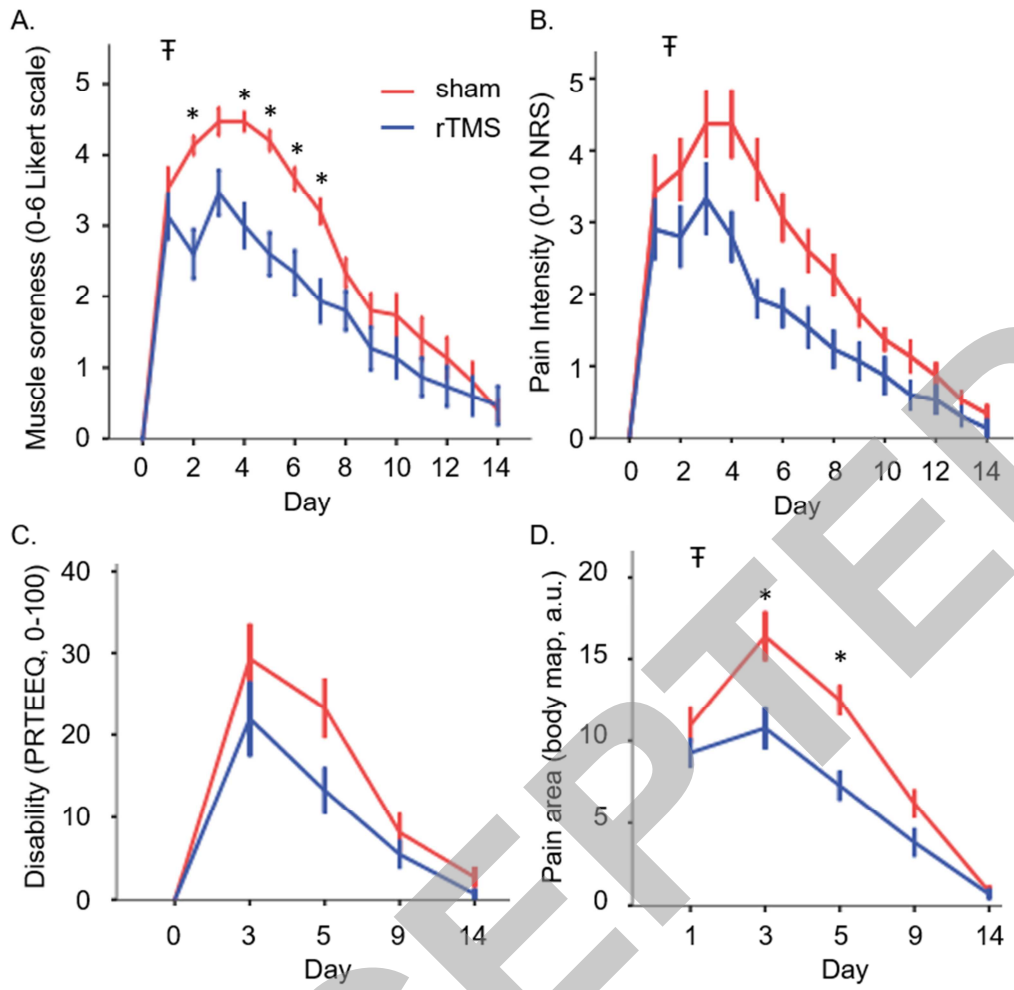 A.
Ŧ
Muscle soreness (0-6 Likert scale)
5
4
3
2
1
0
* * * * *
sham
rTMS
0 2 4 6 8 10 12 14
Day
B.
Ŧ
Pain Intensity (0-10 NRS)
5
4
3
2
1
0
0 2 4 6 8 10 12 14
Day
C.
Disability (PRTEEQ, 0-100)
40
30
20
10
0
0 3 5 9 14
Day
D.
Ŧ
Pain area (body map, a.u.)
20
15
10
5
0
* *
1 3 5 9 14
Day
CEPTED